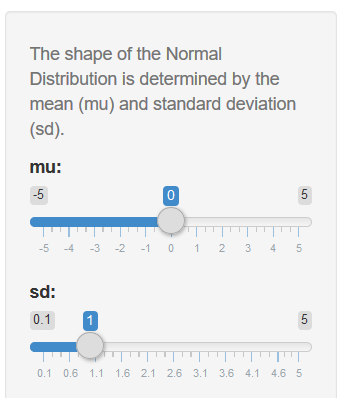 The shape of the Normal
Distribution is determined by the
mean (mu) and standard deviation
(sd).
mu:
-5 0 5
-5 -4 -3 -2 -1 0 1 2 3 4 5
sd:
0.1 1 5
0.1 0.6 1.1 1.6 2.1 2.6 3.1 3.6 4.1 4.6 5